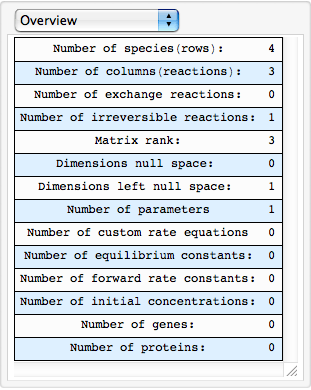 Overview
Number of species(rows): 4
Number of columns(reactions): 3
Number of exchange reactions: 0
Number of irreversible reactions: 1
Matrix rank: 3
Dimensions null space: 0
Dimensions left null space: 1
Number of parameters 1
Number of custom rate equations 0
Number of equilibrium constants: 0
Number of forward rate constants: 0
Number of initial concentrations: 0
Number of genes: 0
Number of proteins: 0